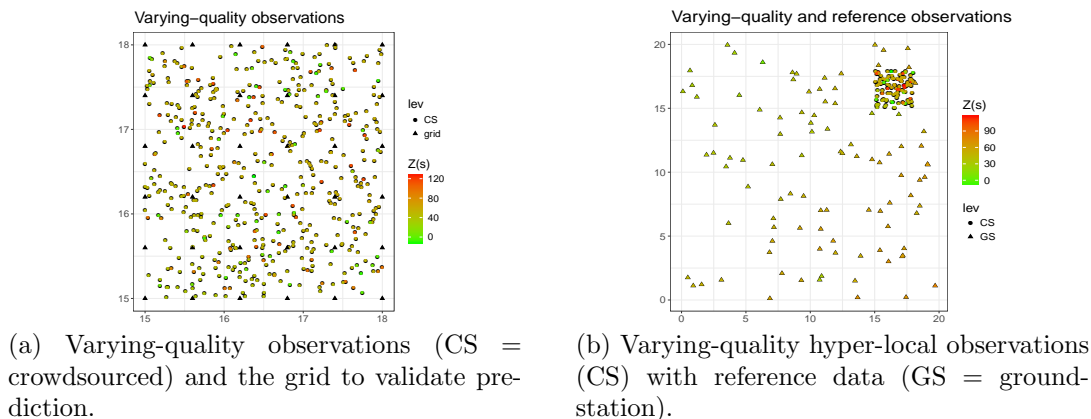 Varying−quality observations
18
17
16
15
15
16
17
18
lev
CS
grid
Z(s)
120
80
40
0
Varying−quality and reference observations
20
15
10
5
0
0
5
10
15
20
Z(s)
90
60
30
0
lev
CS
GS
(a) Varying-quality observations (CS =
crowdsourced) and the grid to validate pre-
diction.
(b) Varying-quality hyper-local observations
(CS) with reference data (GS = ground-
station).